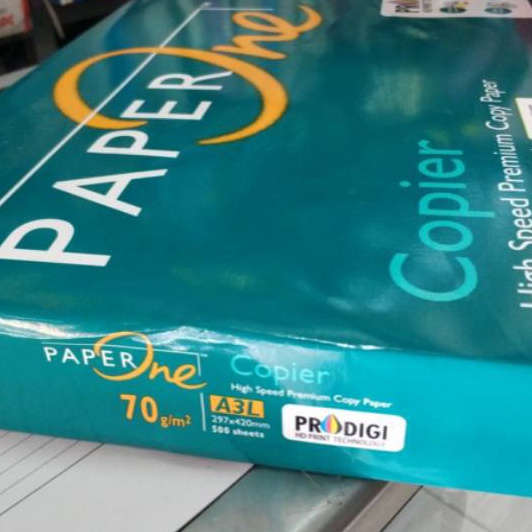 PAPER One
Copier
High Speed Premium Copy Paper
PAPER One™
Copier
High Speed Premium Copy Paper
70 g/m²
A3L
297x420mm
500 sheets
PRODIGI
HD PRINT TECHNOLOGY